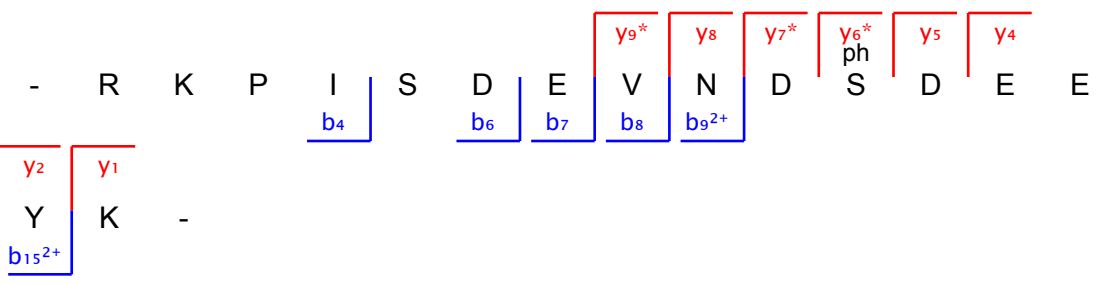 y₉* y₈ y₇* y₆* y₅ y₄
ph
- R K P I S D E V N D S D E E
b₄ b₆ b₇ b₈ b₉²⁺
y₂ y₁
Y K -
b₁₅²⁺